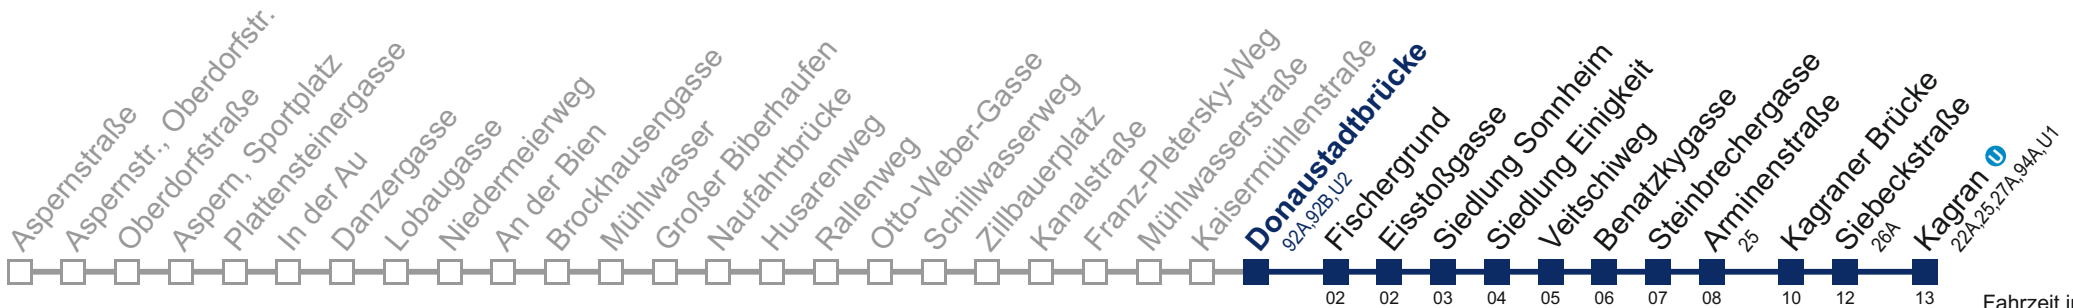 Aspernstraße
Aspernstr., Oberdorfstr.
Oberdorfstraße
Aspern, Sportplatz
Plattensteinergasse
In der Au
Danzergasse
Lobaugasse
Niedermeierweg
An der Bien
Brockhausengasse
Mühlwasser
Großer Biberhaufen
Naufahrtbrücke
Husarenweg
Rallenweg
Otto-Weber-Gasse
Schillwasserweg
Zillbauerplatz
Kanalstraße
Franz-Pletersky-Weg
Mühlwasserstraße
Kaisermühlenstraße
Donaustadtbrücke
92A,92B,U2
Fischergrund
Eisstoßgasse
Siedlung Sonnheim
Siedlung Einigkeit
Veitschiweg
Benatzkygasse
Steinbrechergasse
Arminenstraße
25
Kagraner Brücke
Siebeckstraße
26A
Kagran U
22A,25,27A,94A,U1
02 02 03 04 05 06 07 08 10 12 13
Fahrzeit i